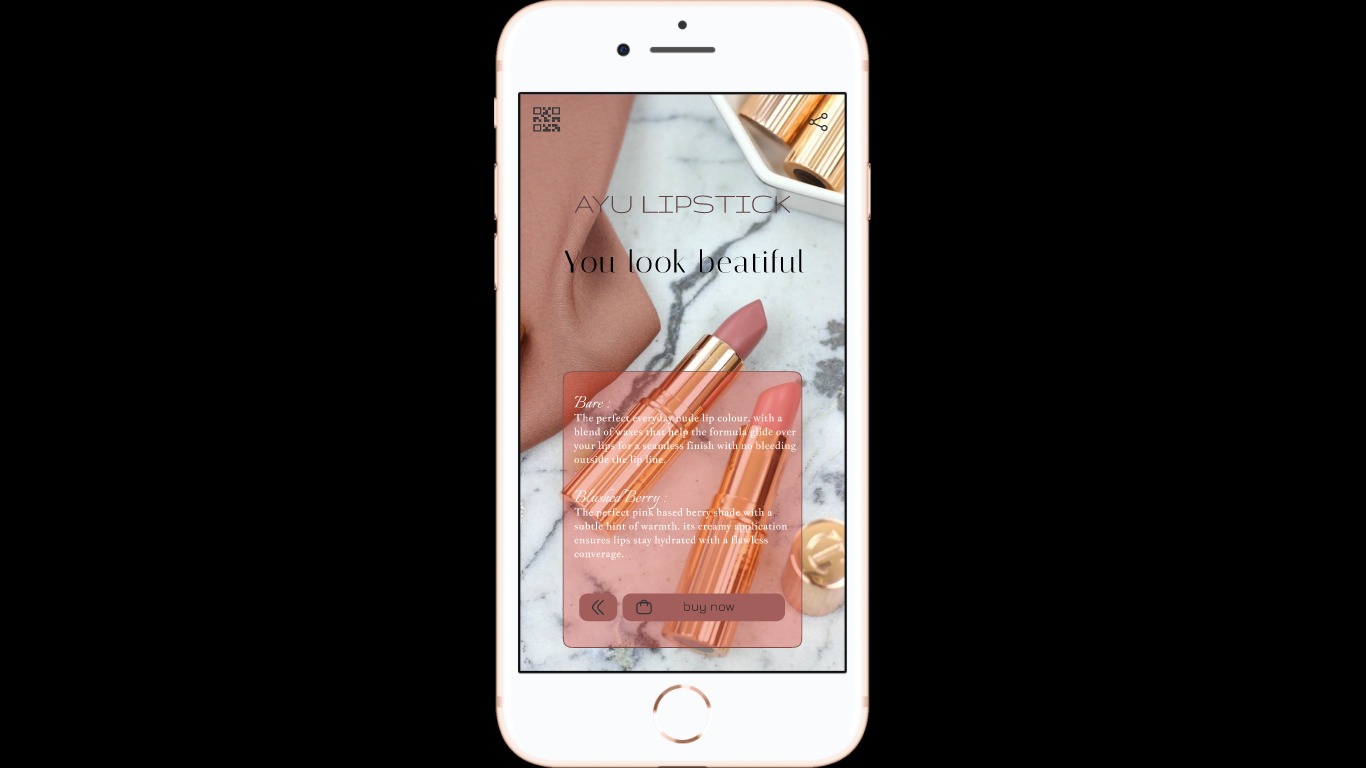 AYU LIPSTICK
You look beatiful
Bare :
The perfect everyday nude lip colour, with a
blend of waxes that help the formula glide over
your lips for a seamless finish with no bleeding
outside the lip line.
Blushed Berry :
The perfect pink based berry shade with a
subtle hint of warmth. its creamy application
ensures lips stay hydrated with a flawless
converage.
buy now